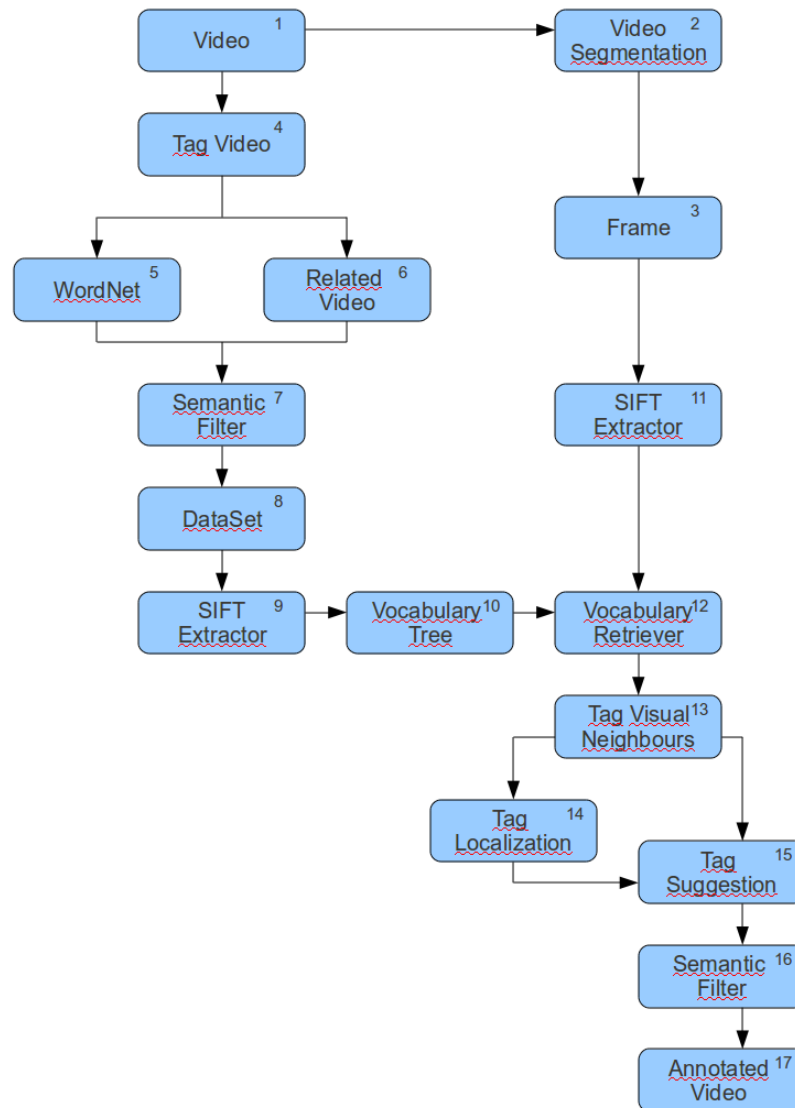 Video 1
Video 2
Segmentation
Tag Video 4
Frame 3
WordNet 5
Related 6
Video
Semantic 7
Filter
SIFT 11
Extractor
DataSet 8
SIFT 9
Extractor
Vocabulary 10
Tree
Vocabulary 12
Retriever
Tag Visual 13
Neighbours
Tag 14
Localization
Tag 15
Suggestion
Semantic 16
Filter
Annotated 17
Video